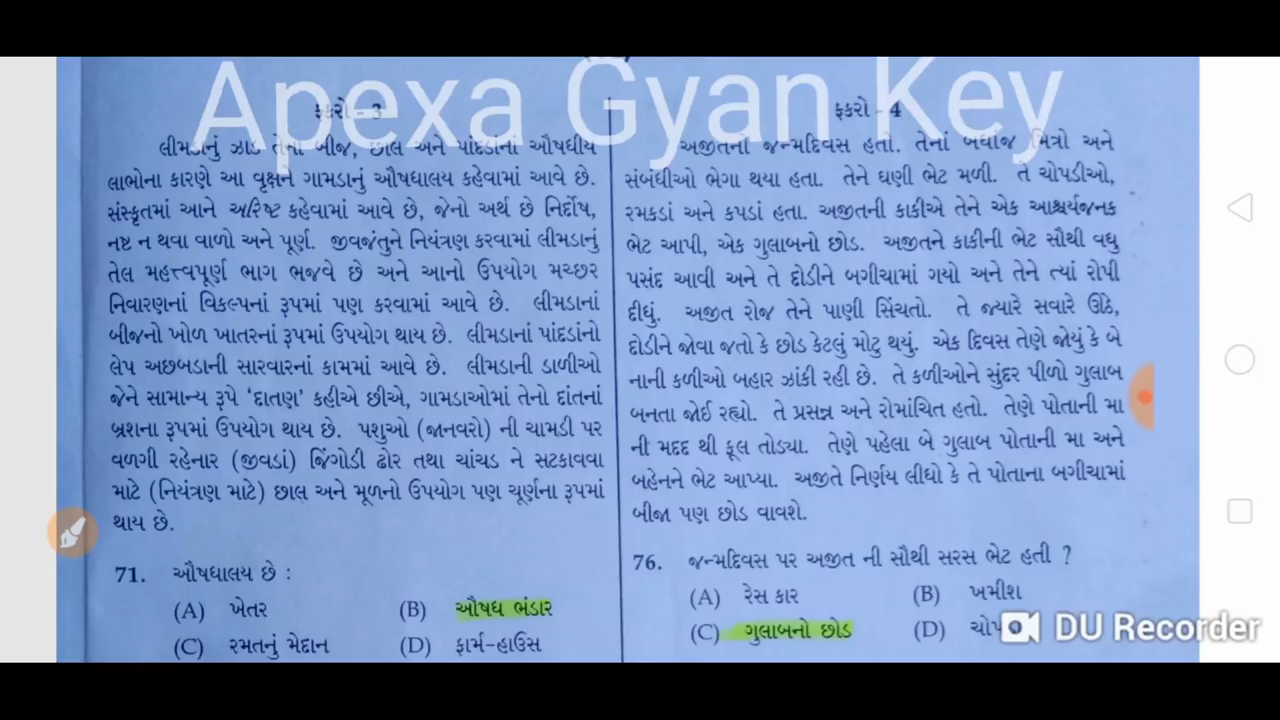 Apexa Gyan Key
ફકરો - 3
લીમડાનું ઝાડ તેના બીજ, છાલ અને પાંદડાંનાં ઔષધીય
લાભોના કારણે આ વૃક્ષને ગામડાનું ઔષધાલય કહેવામાં આવે છે.
સંસ્કૃતમાં આને અરિષ્ટ કહેવામાં આવે છે, જેનો અર્થ છે નિર્દોષ,
નષ્ટ ન થવા વાળો અને પૂર્ણ. જીવજંતુને નિયંત્રણ કરવામાં લીમડાનું
તેલ મહત્ત્વપૂર્ણ ભાગ ભજવે છે અને આનો ઉપયોગ મચ્છર
નિવારણનાં વિકલ્પનાં રૂપમાં પણ કરવામાં આવે છે. લીમડાનાં
બીજનો ખોળ ખાતરનાં રૂપમાં ઉપયોગ થાય છે. લીમડાનાં પાંદડાંનો
લેપ અછબડાની સારવારનાં કામમાં આવે છે. લીમડાની ડાળીઓ
જેને સામાન્ય રૂપે 'દાતણ' કહીએ છીએ, ગામડાઓમાં તેનો દાંતનાં
બ્રશના રૂપમાં ઉપયોગ થાય છે. પશુઓ (જાનવરો) ની ચામડી પર
વળગી રહેનાર (જીવડાં) જિંગોડી ઢોર તથા ચાંચડ ને સટકાવવા
માટે (નિયંત્રણ માટે) છાલ અને મૂળનો ઉપયોગ પણ ચૂર્ણના રૂપમાં
થાય છે.
71. ઔષધાલય છે :
(A) ખેતર (B) ઔષધ ભંડાર
(C) રમતનું મેદાન (D) ફાર્મ-હાઉસ
ફકરો - 4
અજીતનો જન્મદિવસ હતો. તેનાં બધાંજ મિત્રો અને
સંબંધીઓ ભેગા થયા હતા. તેને ઘણી ભેટ મળી. તે ચોપડીઓ,
રમકડાં અને કપડાં હતા. અજીતની કાકીએ તેને એક આશ્ચર્યજનક
ભેટ આપી, એક ગુલાબનો છોડ. અજીતને કાકીની ભેટ સૌથી વધુ
પસંદ આવી અને તે દોડીને બગીચામાં ગયો અને તેને ત્યાં રોપી
દીધું. અજીત રોજ તેને પાણી સિંચતો. તે જ્યારે સવારે ઊઠે,
દોડીને જોવા જતો કે છોડ કેટલું મોટુ થયું. એક દિવસ તેણે જોયું કે બે
નાની કળીઓ બહાર ઝાંકી રહી છે. તે કળીઓને સુંદર પીળો ગુલાબ
બનતા જોઈ રહ્યો. તે પ્રસન્ન અને રોમાંચિત હતો. તેણે પોતાની મા
ની મદદ થી ફૂલ તોડ્યા. તેણે પહેલા બે ગુલાબ પોતાની મા અને
બહેનને ભેટ આપ્યા. અજીતે નિર્ણય લીધો કે તે પોતાના બગીચામાં
બીજા પણ છોડ વાવશે.
76. જન્મદિવસ પર અજીત ની સૌથી સરસ ભેટ હતી ?
(A) રેસ કાર (B) ખમીશ
(C) ગુલાબનો છોડ (D)
DU Recorder